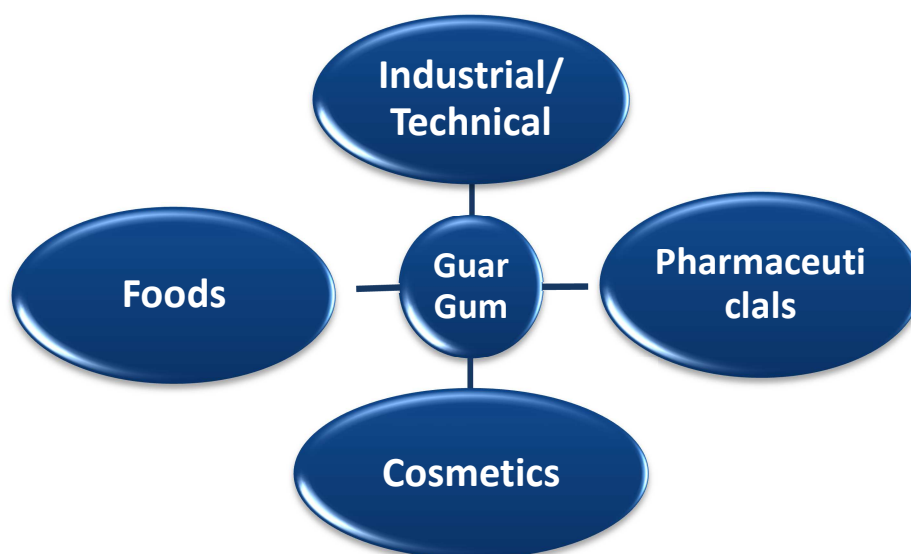 Industrial/
Technical
Foods
Guar
Gum
Pharmaceuti
clals
Cosmetics